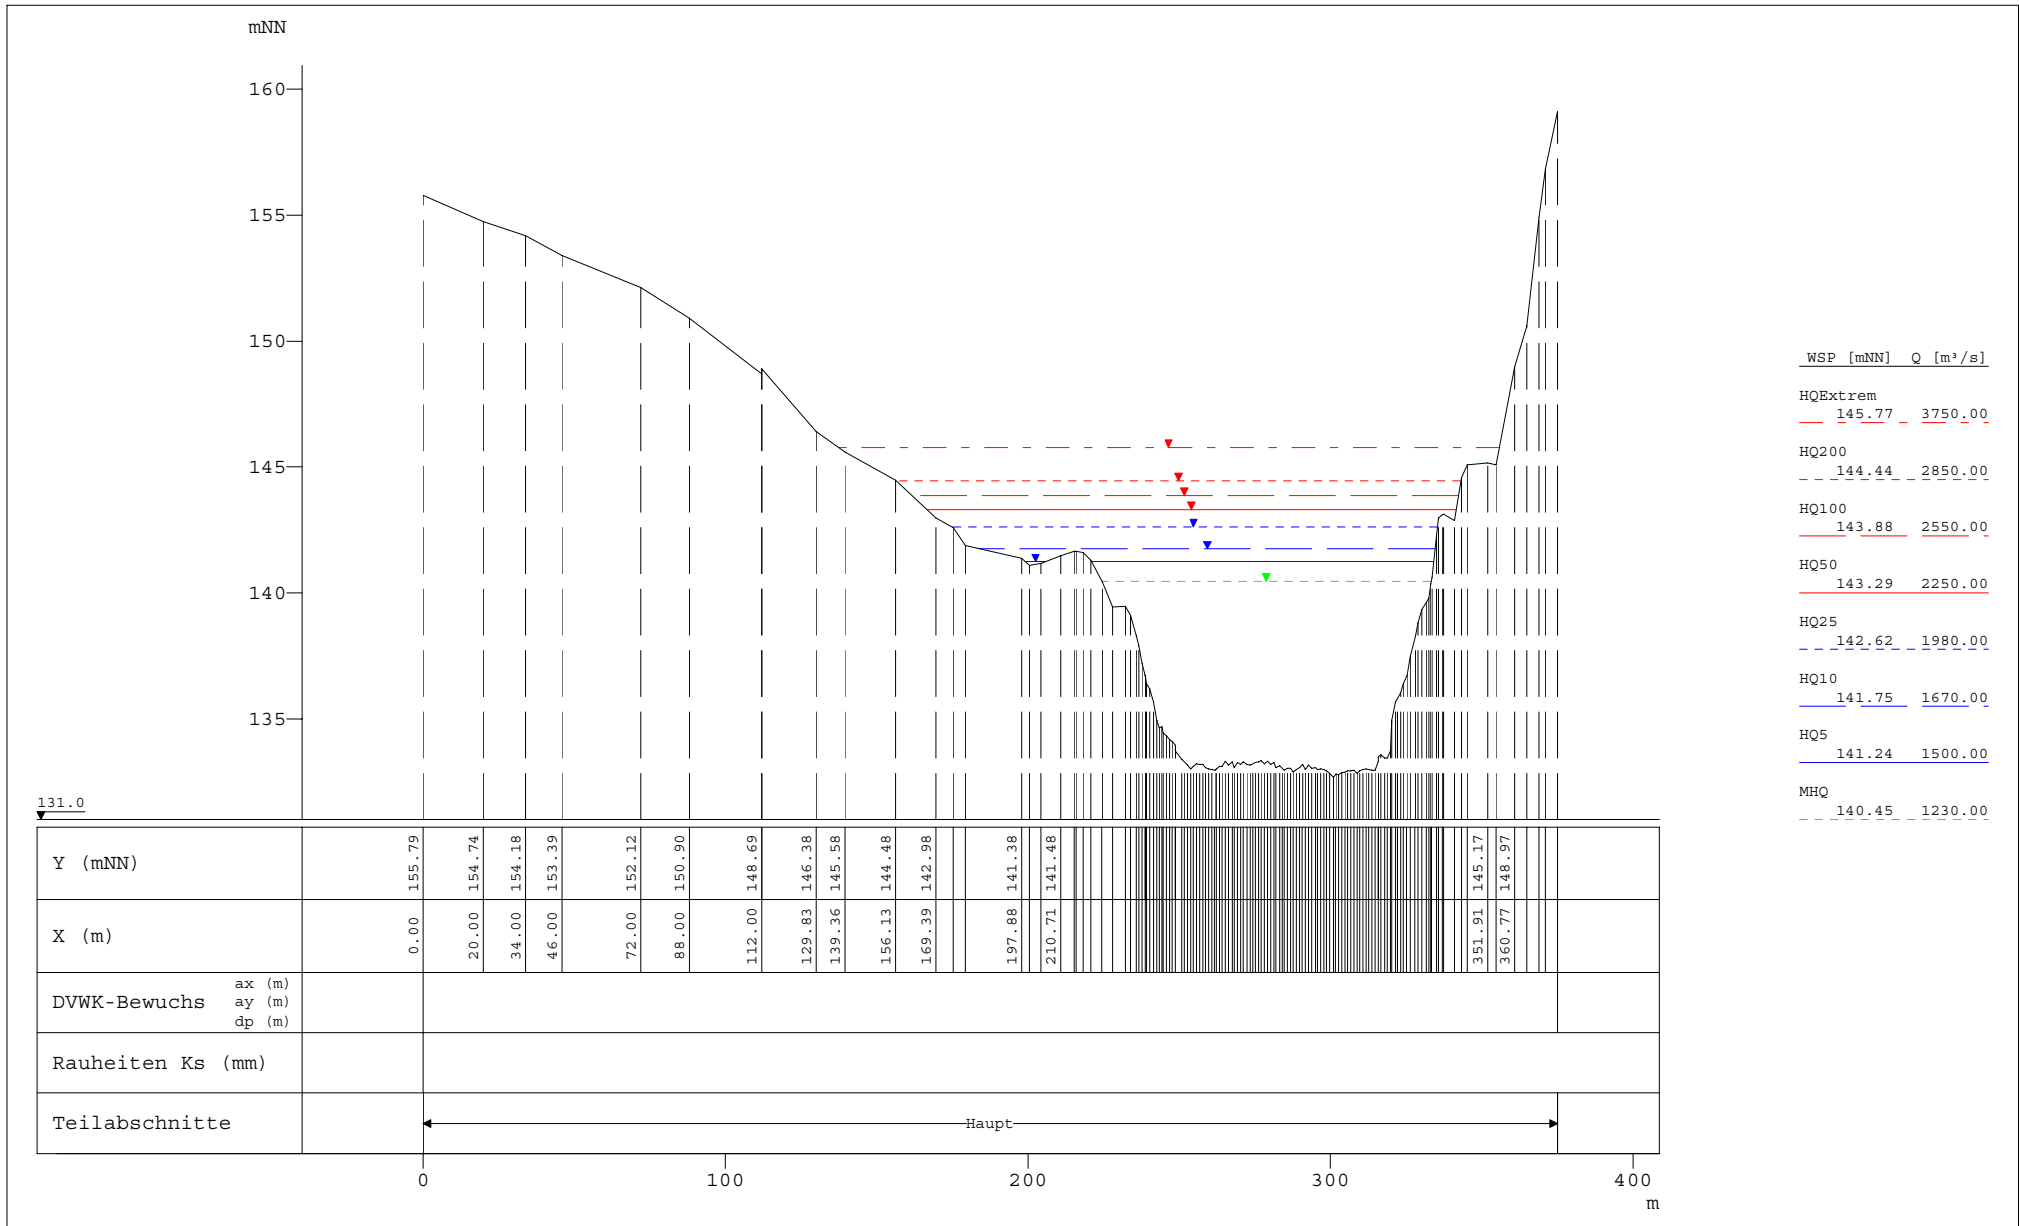 mNN
160
155
150
145
140
135
131.0
WSP [mNN] Q [m³/s]
HQExtrem
145.77 3750.00
HQ200
144.44 2850.00
HQ100
143.88 2550.00
HQ50
143.29 2250.00
HQ25
142.62 1980.00
HQ10
141.75 1670.00
HQ5
141.24 1500.00
MHQ
140.45 1230.00
Y (mNN) 155.79 154.74 154.18 153.39 152.12 150.90 148.69 146.38 145.58 144.48 142.98 141.38 141.48 145.17 148.97
X (m) 0.00 20.00 34.00 46.00 72.00 88.00 112.00 129.83 139.36 156.13 169.39 197.88 210.71 351.91 360.77
DVWK-Bewuchs
ax (m)
ay (m)
dp (m)
Rauheiten Ks (mm)
Teilabschnitte Haupt
0 100 200 300 400
m